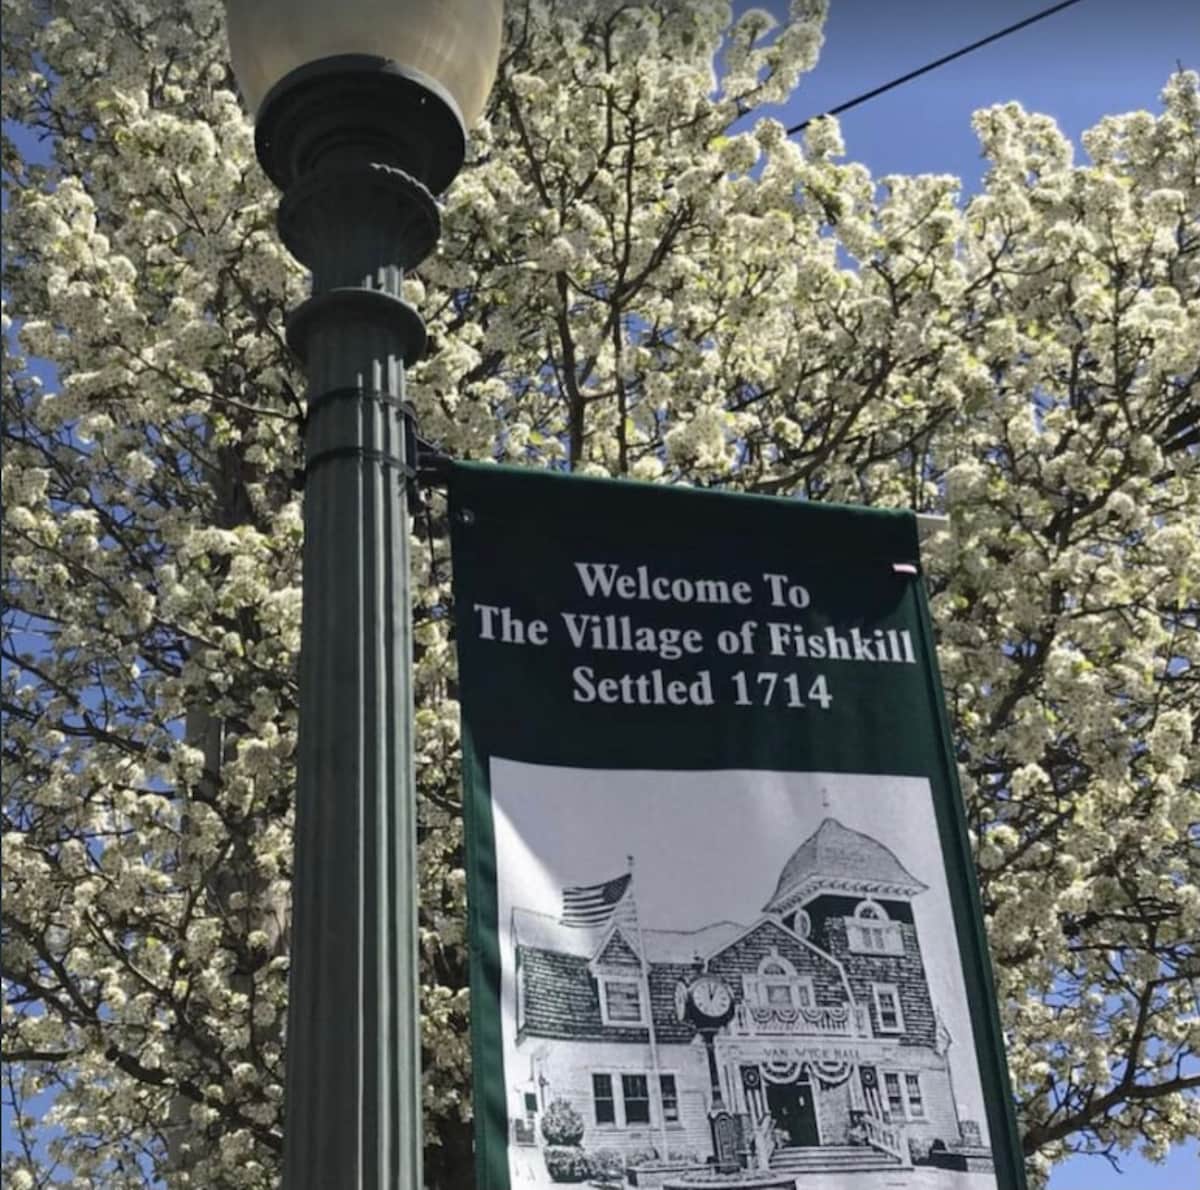 Welcome To
The Village of Fishkill
Settled 1714
VAN WYCK HALL